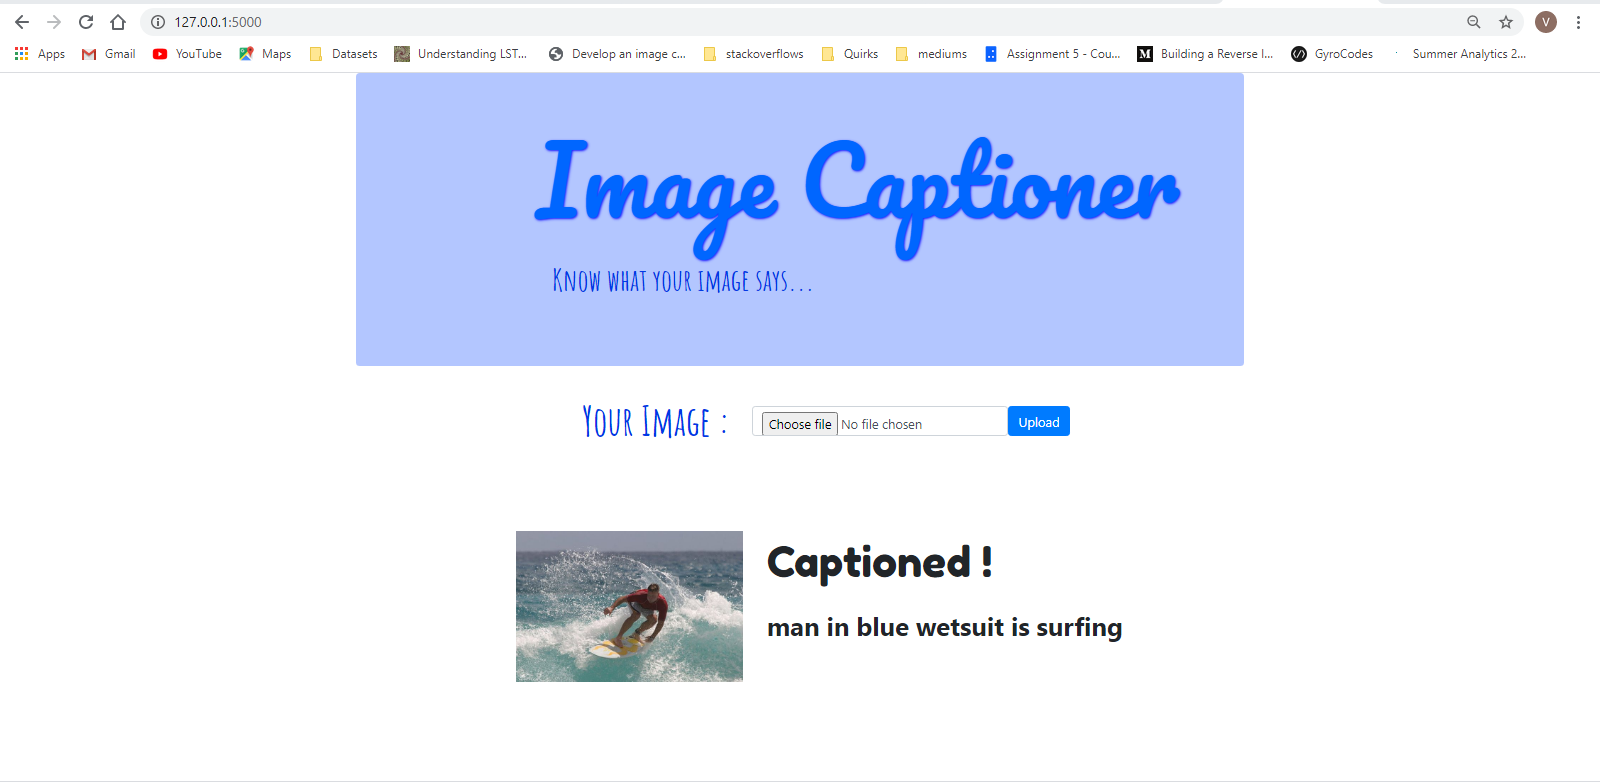 127.0.0.1:5000
V
Apps Gmail YouTube Maps Datasets Understanding LST... Develop an image c... stackoverflows Quirks mediums Assignment 5 - Cou... M Building a Reverse I... GyroCodes Summer Analytics 2...
Image Captioner
Know what your image says...
Your Image : Choose file No file chosen Upload
Captioned !
man in blue wetsuit is surfing